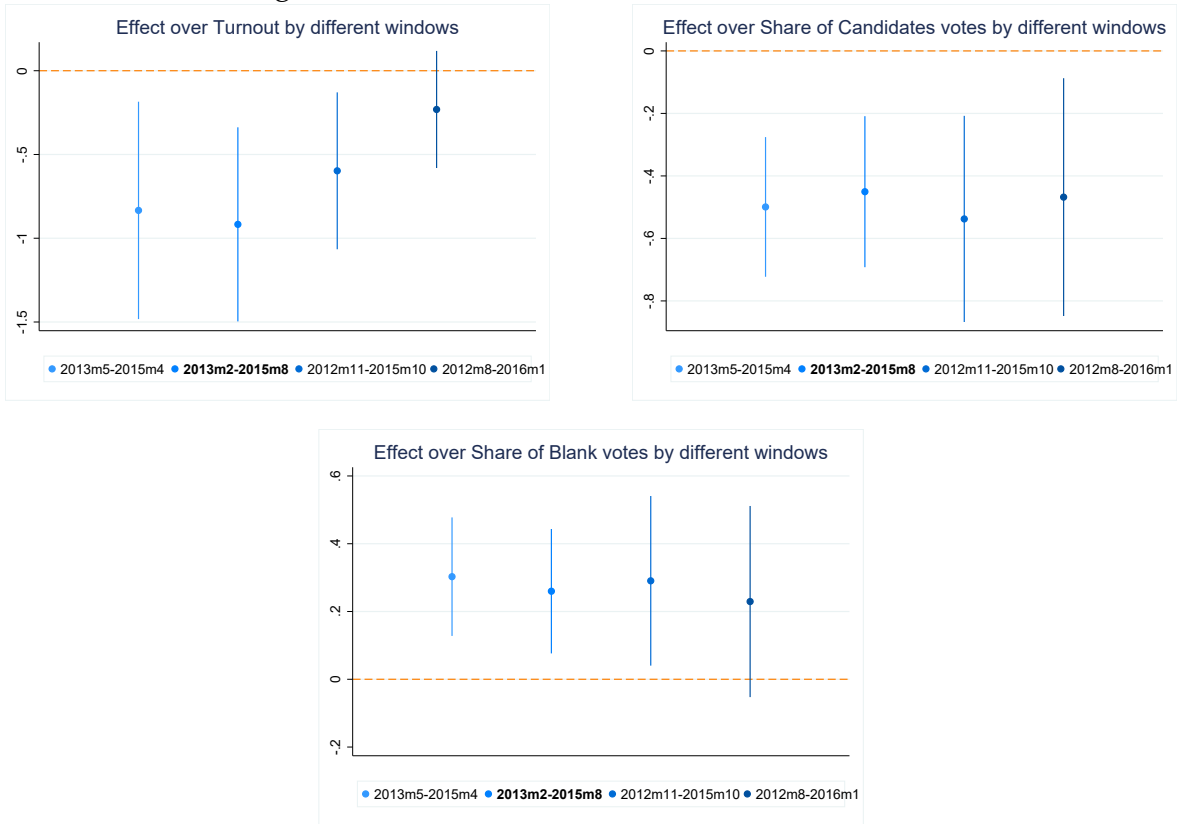 Effect over Turnout by different windows
0
-.5
-1
-1.5
2013m5-2015m4 2013m2-2015m8 2012m11-2015m10 2012m8-2016m1
Effect over Share of Candidates votes by different windows
0
-.2
-.4
-.6
-.8
2013m5-2015m4 2013m2-2015m8 2012m11-2015m10 2012m8-2016m1
Effect over Share of Blank votes by different windows
.6
.4
.2
0
-.2
2013m5-2015m4 2013m2-2015m8 2012m11-2015m10 2012m8-2016m1